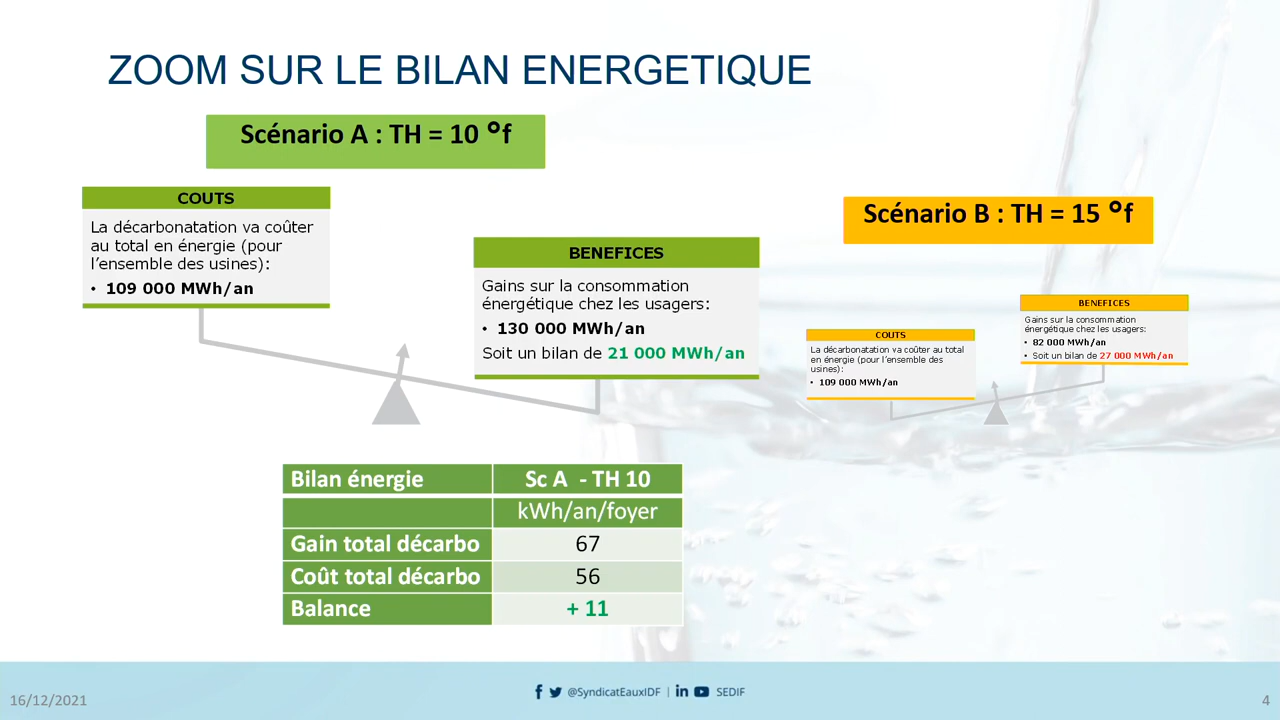 ZOOM SUR LE BILAN ENERGETIQUE
Scénario A : TH = 10 °f
COUTS
La décarbonatation va coûter
au total en énergie (pour
l’ensemble des usines):
• 109 000 MWh/an
BENEFICES
Gains sur la consommation
énergétique chez les usagers:
• 130 000 MWh/an
Soit un bilan de 21 000 MWh/an
Scénario B : TH = 15 °f
COUTS
La décarbonatation va coûter au total
en énergie (pour l’ensemble des
usines):
• 109 000 MWh/an
BENEFICES
Gains sur la consommation
énergétique chez les usagers:
• 82 000 MWh/an
• Soit un bilan de 27 000 MWh/an
Bilan énergie Sc A - TH 10
kWh/an/foyer
Gain total décarbo 67
Coût total décarbo 56
Balance + 11
16/12/2021
@SyndicatEauxIDF | SEDIF
4